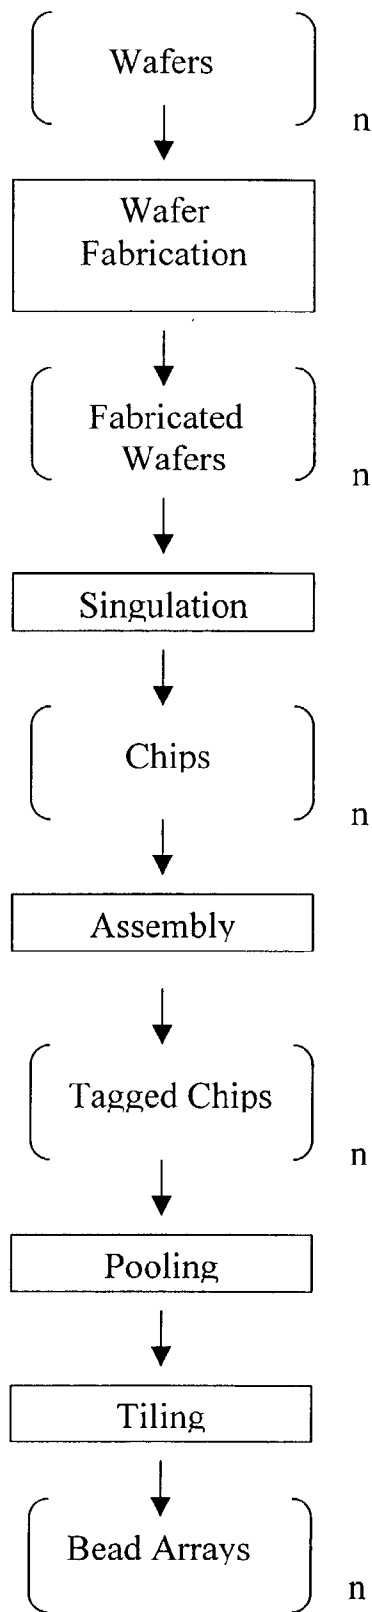 Wafers
n
Wafer
Fabrication
Fabricated
Wafers
n
Singulation
Chips
n
Assembly
Tagged Chips
n
Pooling
Tiling
Bead Arrays
n